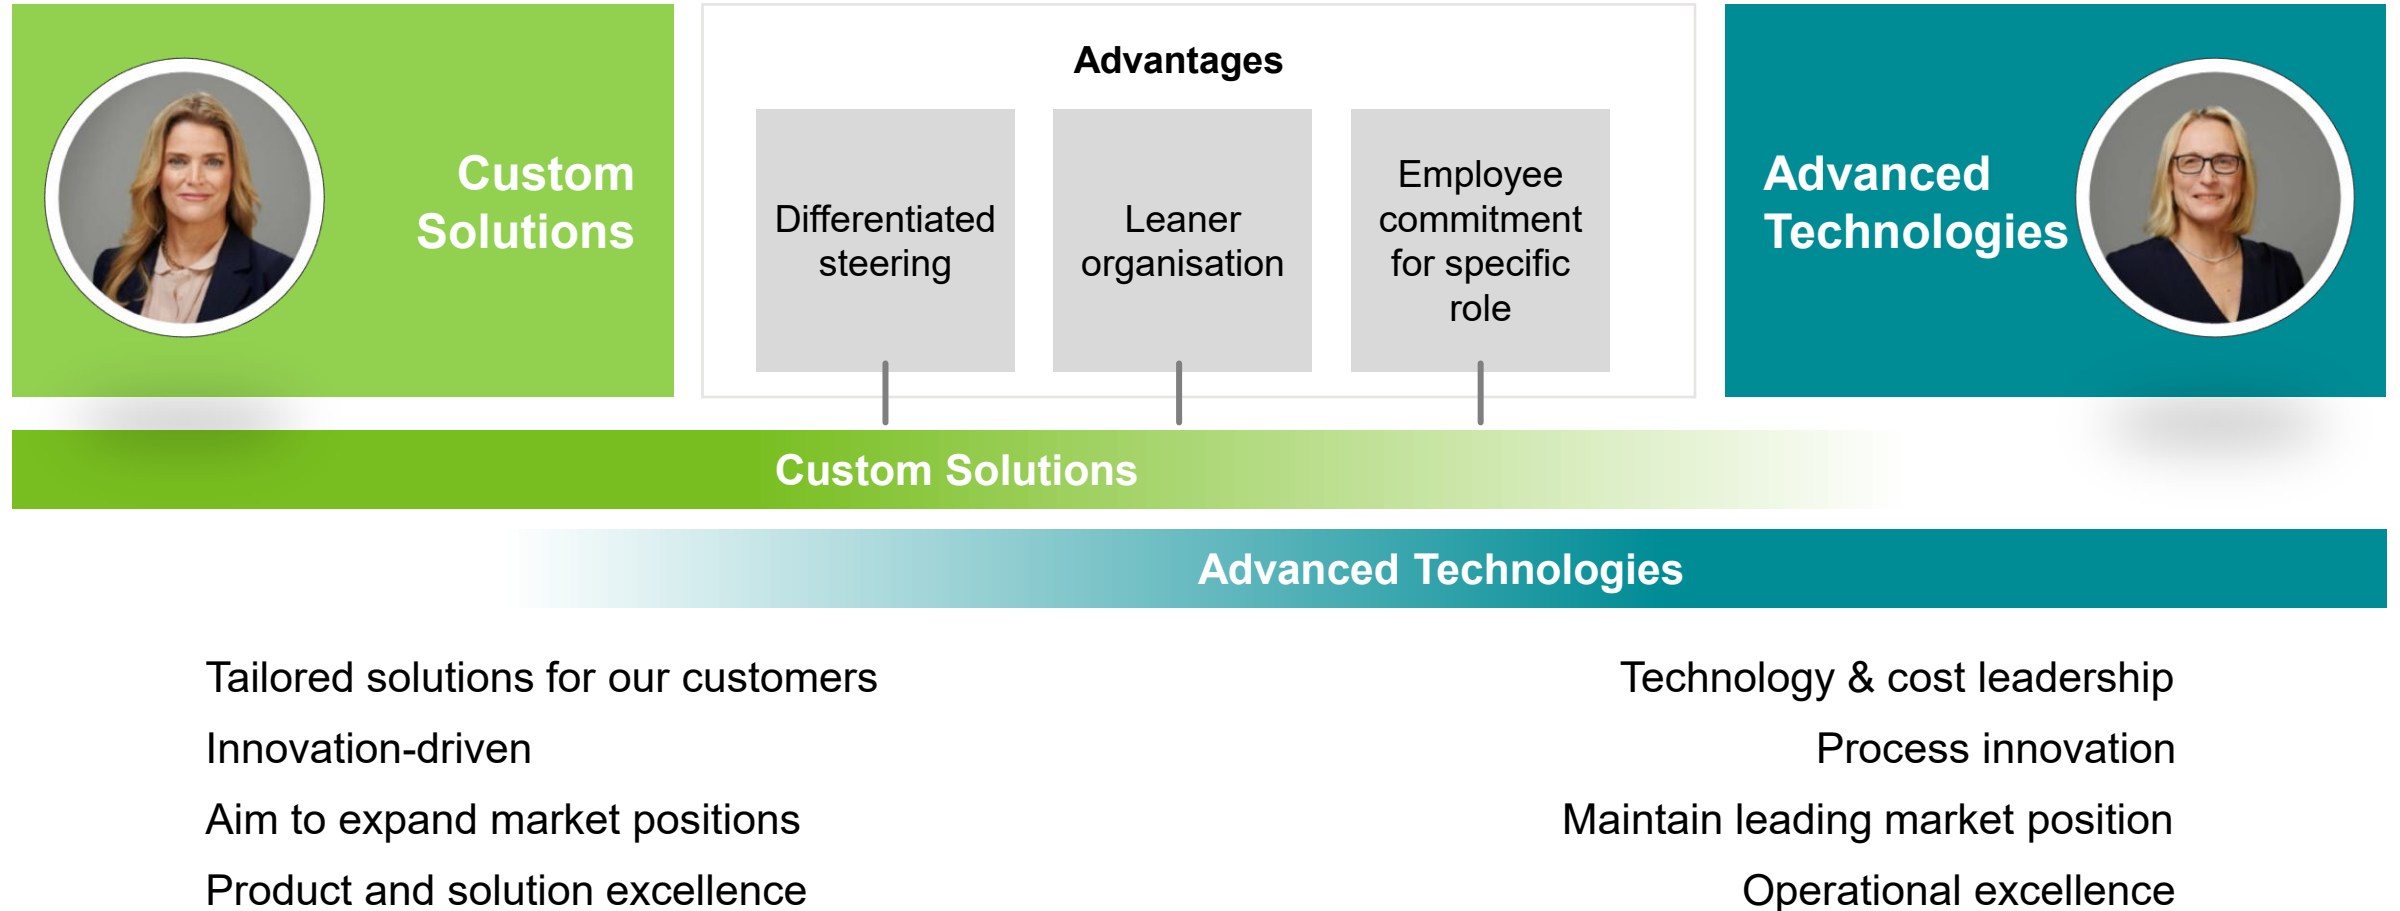 Custom
Solutions
Advantages
Differentiated
steering
Leaner
organisation
Employee
commitment
for specific
role
Advanced
Technologies
Custom Solutions
Advanced Technologies
Tailored solutions for our customers
Innovation-driven
Aim to expand market positions
Product and solution excellence
Technology & cost leadership
Process innovation
Maintain leading market position
Operational excellence